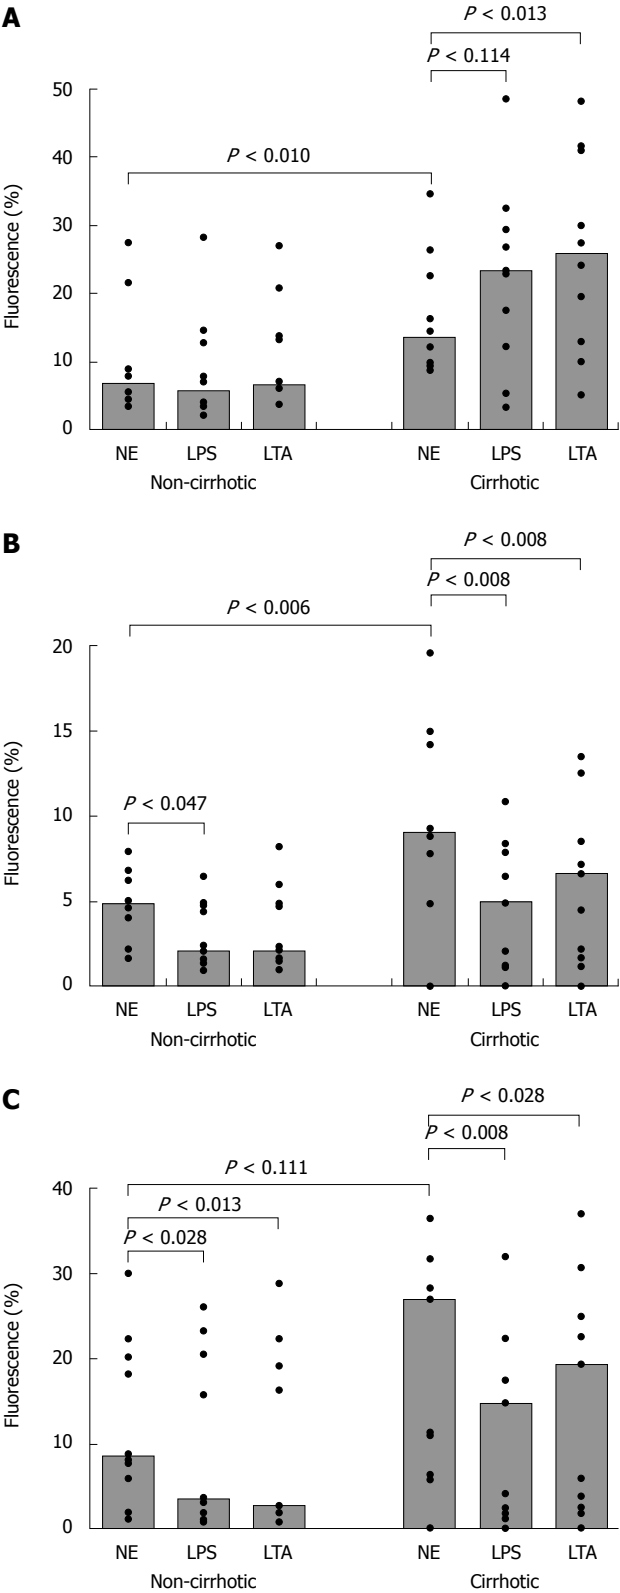 A
P < 0.013
P < 0.114
P < 0.010
Fluorescence (%)
50
40
30
20
10
0
NE LPS LTA NE LPS LTA
Non-cirrhotic Cirrhotic
B
P < 0.008
P < 0.008
P < 0.006
P < 0.047
Fluorescence (%)
20
15
10
5
0
NE LPS LTA NE LPS LTA
Non-cirrhotic Cirrhotic
C
P < 0.028
P < 0.008
P < 0.111
P < 0.013
P < 0.028
Fluorescence (%)
40
30
20
10
0
NE LPS LTA NE LPS LTA
Non-cirrhotic Cirrhotic